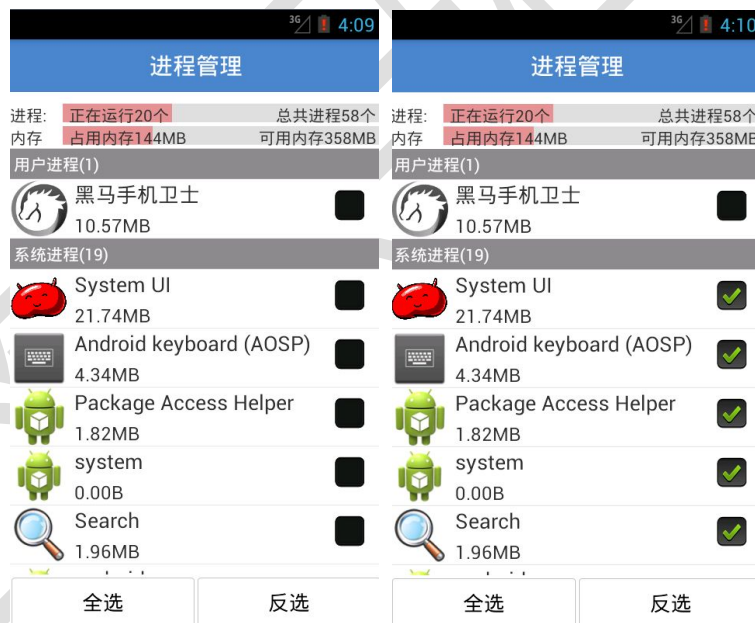 3G 4:09
进程管理
进程: 正在运行20个 总共进程58个
内存 占用内存144MB 可用内存358MB
用户进程(1)
黑马手机卫士
10.57MB
系统进程(19)
System UI
21.74MB
Android keyboard (AOSP)
4.34MB
Package Access Helper
1.82MB
system
0.00B
Search
1.96MB
全选 反选
3G 4:10
进程管理
进程: 正在运行20个 总共进程58个
内存 占用内存144MB 可用内存358MB
用户进程(1)
黑马手机卫士
10.57MB
系统进程(19)
System UI
21.74MB
Android keyboard (AOSP)
4.34MB
Package Access Helper
1.82MB
system
0.00B
Search
1.96MB
全选 反选